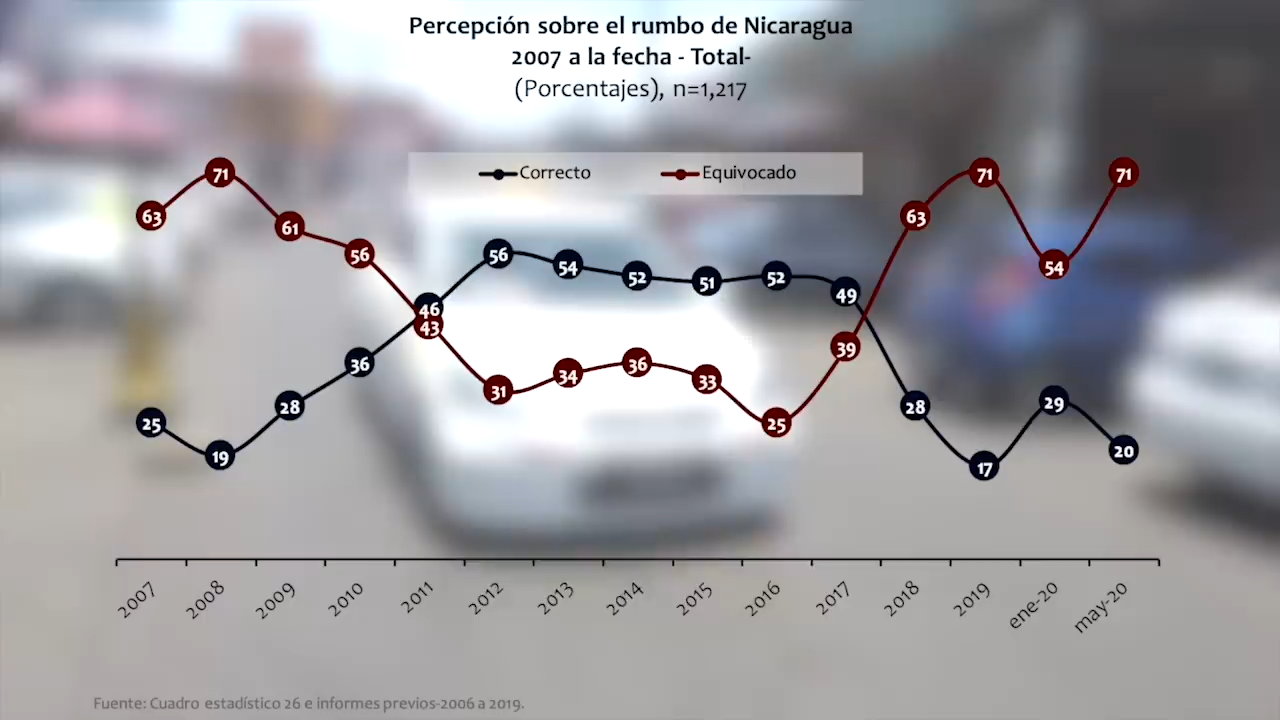 Percepción sobre el rumbo de Nicaragua
2007 a la fecha - Total-
(Porcentajes), n=1,217
Correcto Equivocado
63 71 61 56 43 31 34 36 33 25 39 63 71 54 71
25 19 28 36 46 56 54 52 51 52 49 28 17 29 20
2007 2008 2009 2010 2011 2012 2013 2014 2015 2016 2017 2018 2019 ene-20 may-20
Fuente: Cuadro estadístico 26 e informes previos-2006 a 2019.